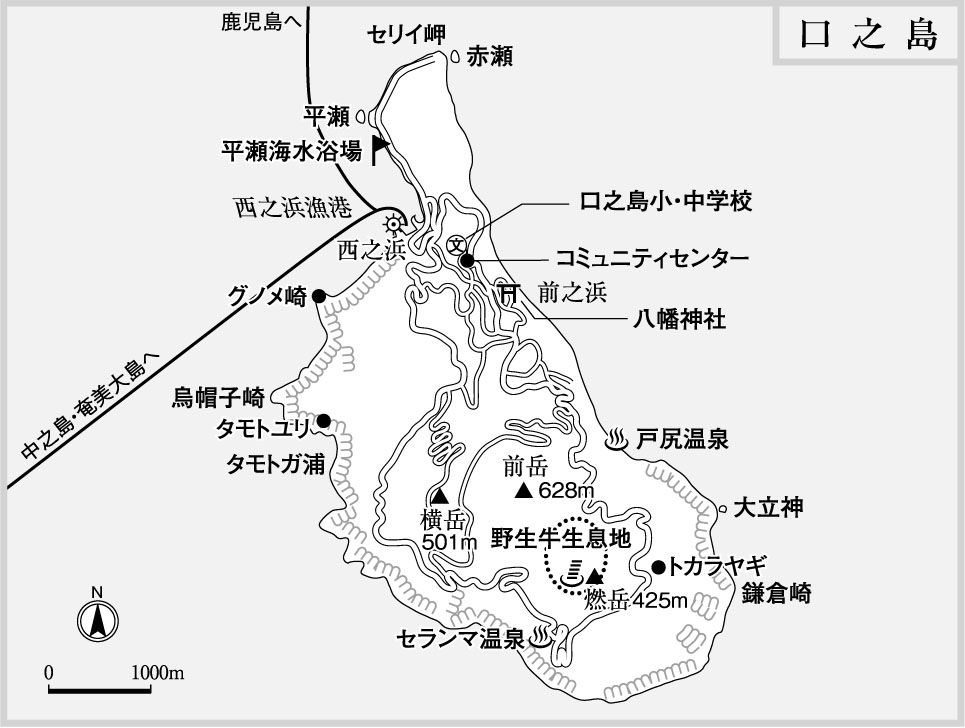 口之島
鹿児島へ
セリイ岬
赤瀬
平瀬
平瀬海水浴場
西之浜漁港
口之島小・中学校
文
西之浜
コミュニティセンター
グノメ崎
前之浜
八幡神社
中之島・奄美大島へ
烏帽子崎
タモトユリ
戸尻温泉
タモトガ浦
前岳
628m
横岳
501m
大立神
野生牛生息地
トカラヤギ
燃岳425m
鎌倉崎
セランマ温泉
N
0 1000m